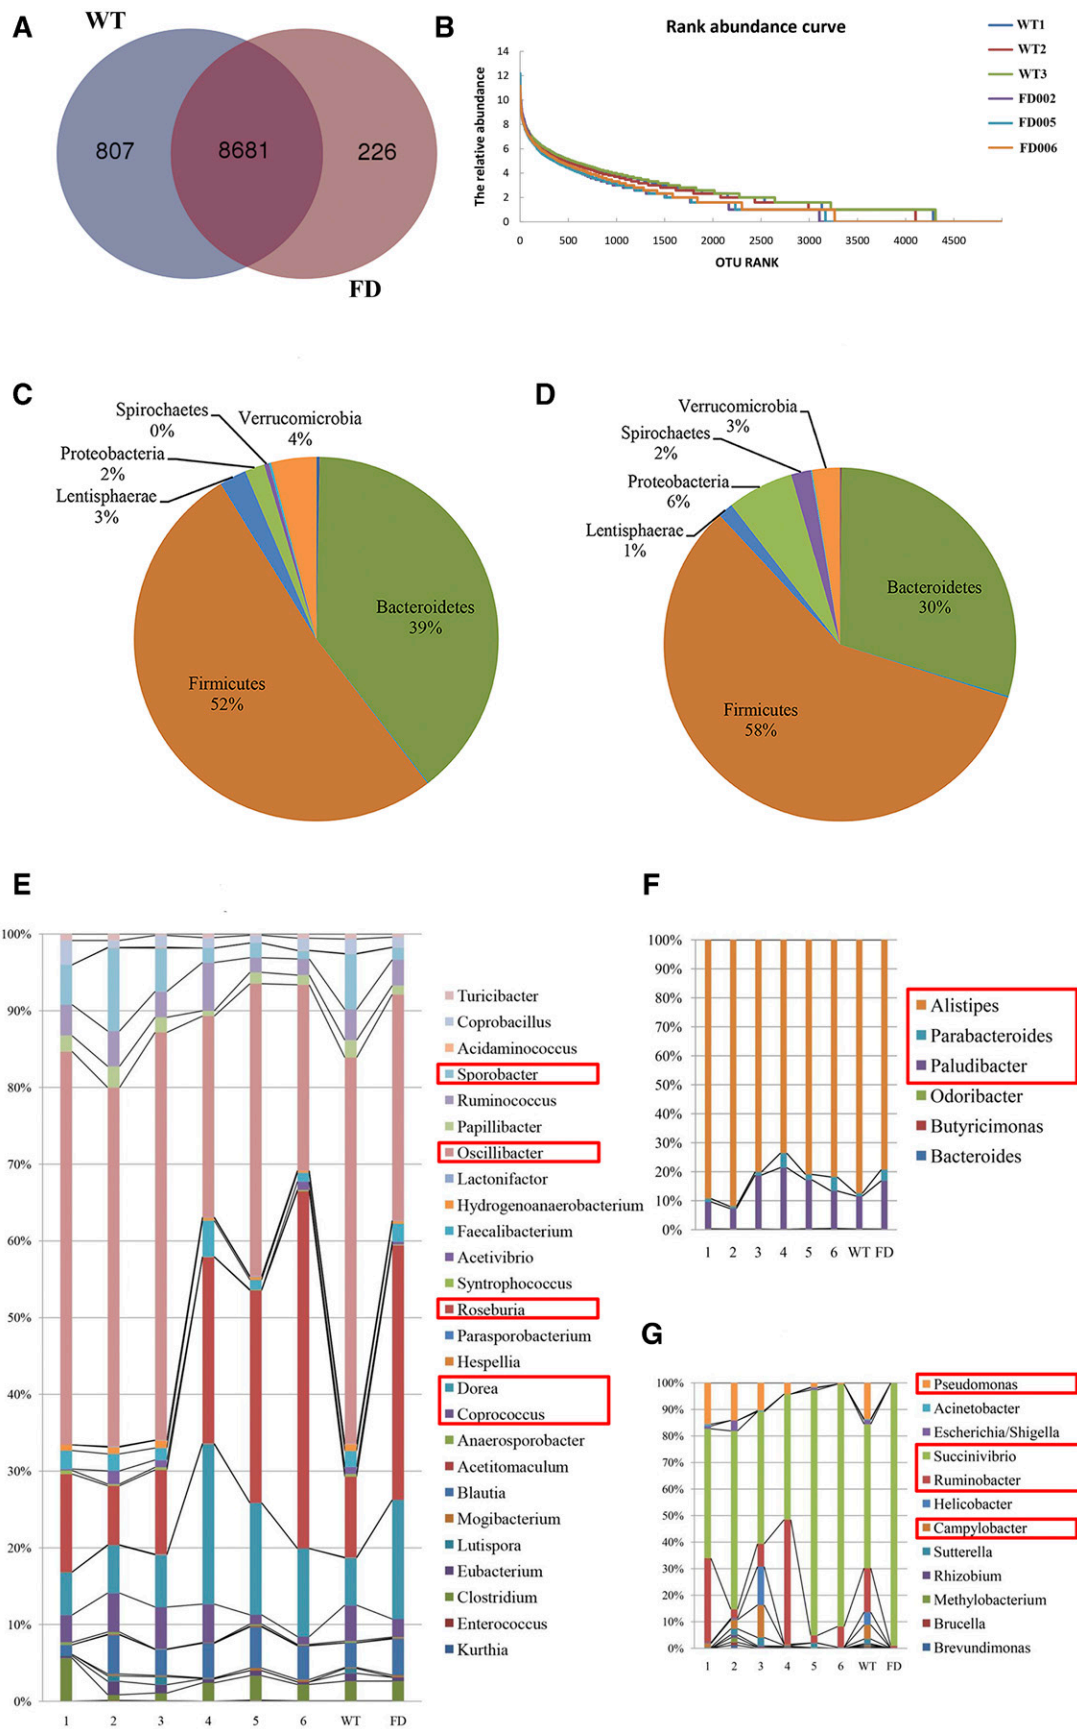 A
WT
807
8681
226
FD
B
Rank abundance curve
The relative abundance
14
12
10
8
6
4
2
0
0 500 1000 1500 2000 2500 3000 3500 4000 4500
OTU RANK
WT1
WT2
WT3
FD002
FD005
FD006
C
Spirochaetes
0%
Verrucomicrobia
4%
Proteobacteria
2%
Lentisphaerae
3%
Bacteroidetes
39%
Firmicutes
52%
D
Verrucomicrobia
3%
Spirochaetes
2%
Proteobacteria
6%
Lentisphaerae
1%
Bacteroidetes
30%
Firmicutes
58%
E
100%
90%
80%
70%
60%
50%
40%
30%
20%
10%
0%
1 2 3 4 5 6 WT FD
Turicibacter
Coprobacillus
Acidaminococcus
Sporobacter
Ruminococcus
Papillibacter
Oscillibacter
Lactonifactor
Hydrogenoanaerobacterium
Faecalibacterium
Acetivibrio
Syntrophococcus
Roseburia
Parasporobacterium
Hespellia
Dorea
Coprococcus
Anaerosporobacter
Acetitomaculum
Blautia
Mogibacterium
Lutispora
Eubacterium
Clostridium
Enterococcus
Kurthia
F
100%
90%
80%
70%
60%
50%
40%
30%
20%
10%
0%
1 2 3 4 5 6 WT FD
Alistipes
Parabacteroides
Paludibacter
Odoribacter
Butyricimonas
Bacteroides
G
100%
90%
80%
70%
60%
50%
40%
30%
20%
10%
0%
1 2 3 4 5 6 WT FD
Pseudomonas
Acinetobacter
Escherichia/Shigella
Succinivibrio
Ruminobacter
Helicobacter
Campylobacter
Sutterella
Rhizobium
Methylobacterium
Brucella
Brevundimonas